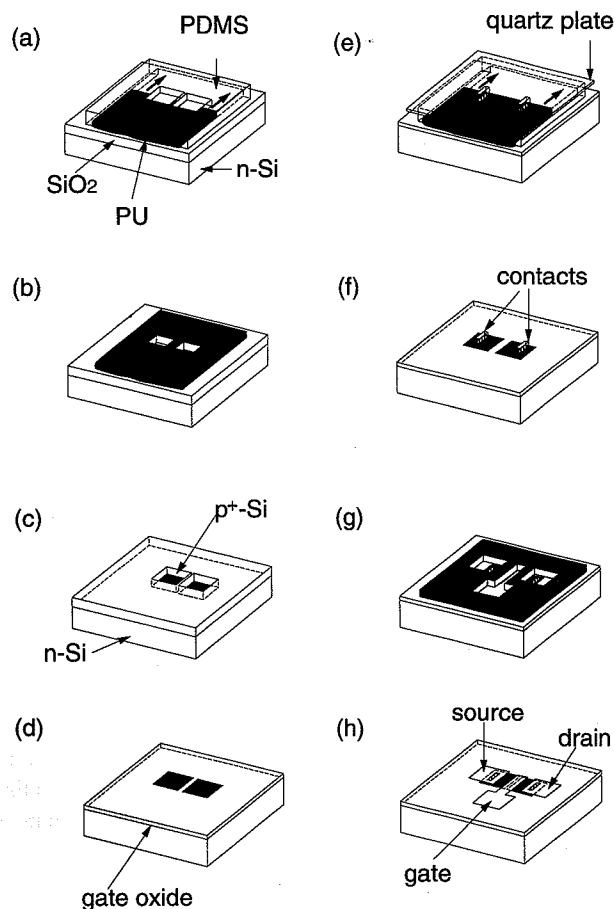 (a)
PDMS
SiO2
PU
n-Si
(e)
quartz plate
(b)
(f)
contacts
(c)
p+-Si
n-Si
(g)
(d)
gate oxide
(h)
source
drain
gate